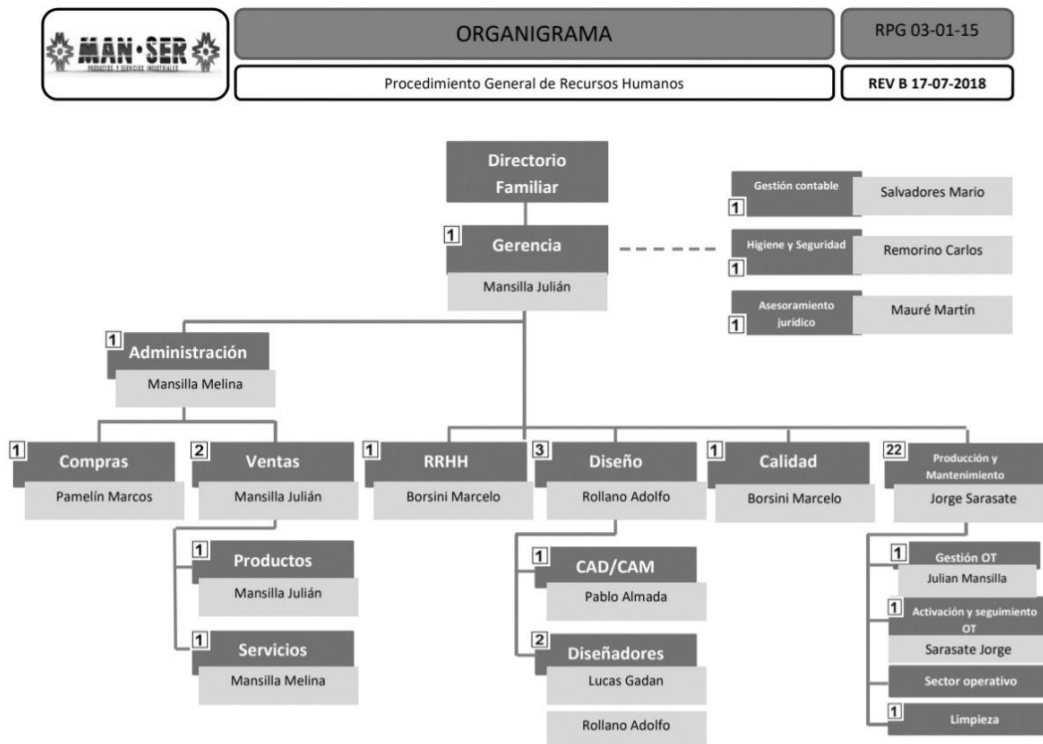 MAN·SER
PRODUCTOS Y SERVICIOS INDUSTRIALES
ORGANIGRAMA
RPG 03-01-15
Procedimiento General de Recursos Humanos
REV B 17-07-2018
Directorio
Familiar
1
Gerencia
Mansilla Julián
Gestión contable
1
Salvadores Mario
Higiene y Seguridad
1
Remorino Carlos
Asesoramiento
jurídico
1
Mauré Martín
1
Administración
Mansilla Melina
1
Compras
Pamelín Marcos
2
Ventas
Mansilla Julián
1
Productos
Mansilla Julián
1
Servicios
Mansilla Melina
1
RRHH
Borsini Marcelo
3
Diseño
Rollano Adolfo
1
CAD/CAM
Pablo Almada
2
Diseñadores
Lucas Gadan
Rollano Adolfo
1
Calidad
Borsini Marcelo
22
Producción y
Mantenimiento
Jorge Sarasate
1
Gestión OT
Julian Mansilla
1
Activación y seguimiento
OT
Sarasate Jorge
Sector operativo
1
Limpieza